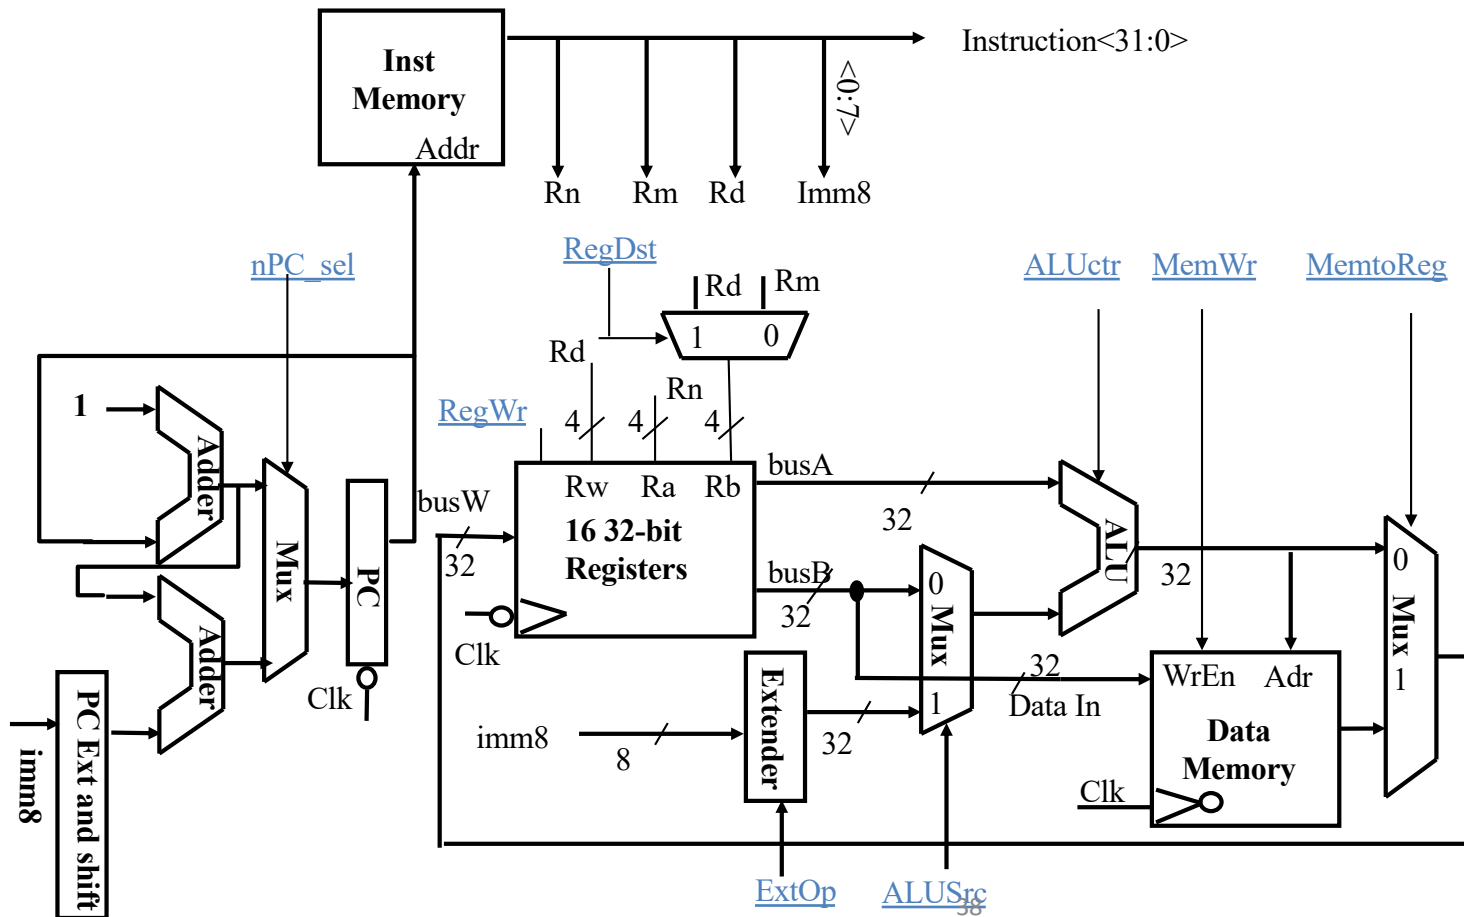 Inst
Memory
Addr
Instruction<31:0>
<0:7>
Rn
Rm
Rd
Imm8
nPC_sel
RegDst
ALUctr
MemWr
MemtoReg
Rd
Rm
1
0
Rd
Rn
RegWr
4
4
4
1
Adder
Adder
Mux
PC
Clk
PC Ext and shift
imm8
busW
32
Rw
Ra
Rb
16 32-bit
Registers
Clk
busA
32
busB
32
0
Mux
1
ALU
32
imm8
8
Extender
32
32
Data In
WrEn
Adr
Data
Memory
Clk
0
Mux
1
ExtOp
ALUSrc
38